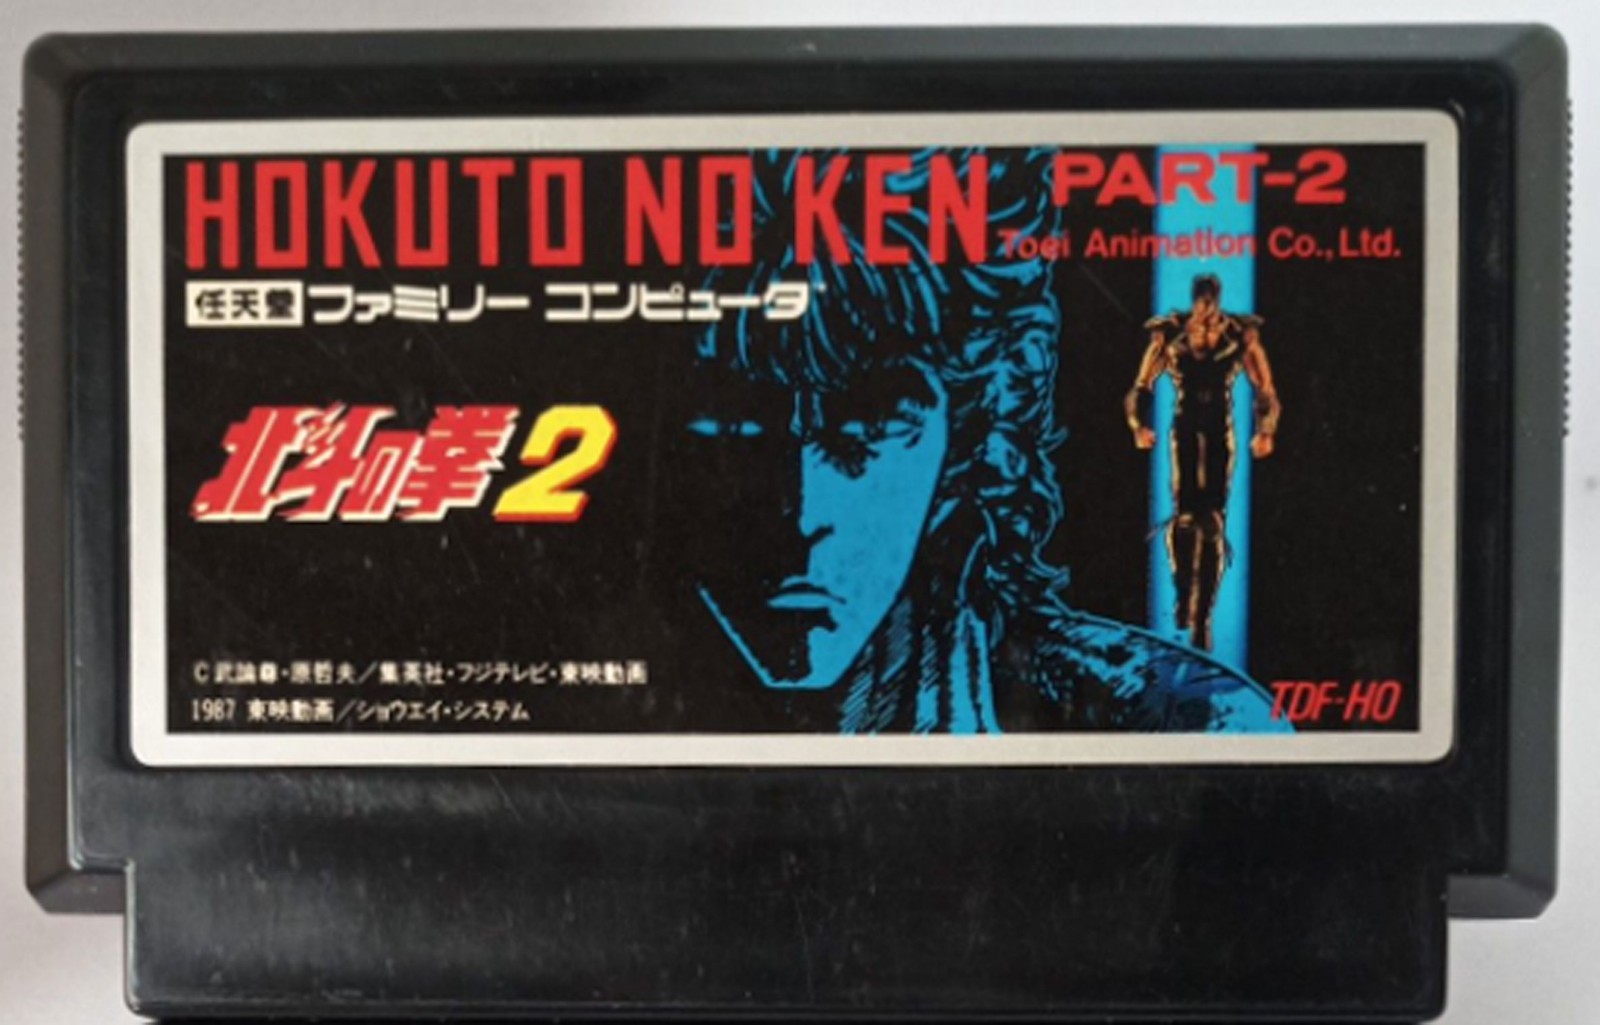 HOKUTO NO KEN PART-2
Toei Animation Co., Ltd.
任天堂 ファミリー コンピュータ
北斗の拳2
C武論尊・原哲夫／集英社・フジテレビ・東映動画
1987 東映動画／ショウエイ・システム
TDF-HO